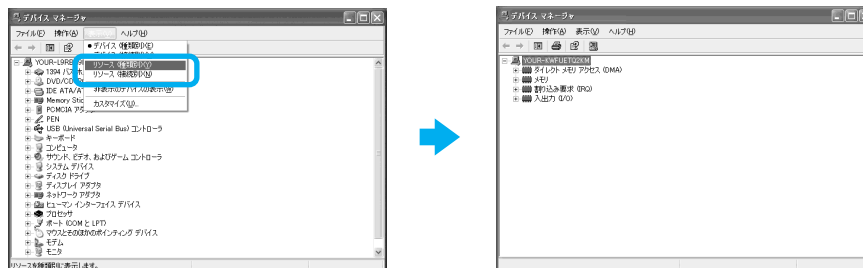 デバイス マネージャ
ファイル(F) 操作(A) ヘルプ(H)
デバイス (種類別)(E)
リソース (種類別)(Y)
リソース (接続別)(N)
非表示のデバイスの表示(W)
カスタマイズ(U)...
YOUR-L9RB
1394 バス
DVD/CD
IDE ATA/A
Memory Stic
PCMCIA アダ
PEN
USB (Universal Serial Bus) コントローラ
キーボード
コンピュータ
サウンド、ビデオ、およびゲーム コントローラ
システム デバイス
ディスク ドライブ
ディスプレイ アダプタ
ネットワーク アダプタ
ヒューマン インターフェイス デバイス
プロセッサ
ポート (COM と LPT)
マウスとそのほかのポインティング デバイス
モデム
モニタ
リソースを種類別に表示します。
デバイス マネージャ
ファイル(F) 操作(A) 表示(V) ヘルプ(H)
YOUR-KWFUETQ2KM
ダイレクト メモリ アクセス (DMA)
メモリ
割り込み要求 (IRQ)
入出力 (I/O)